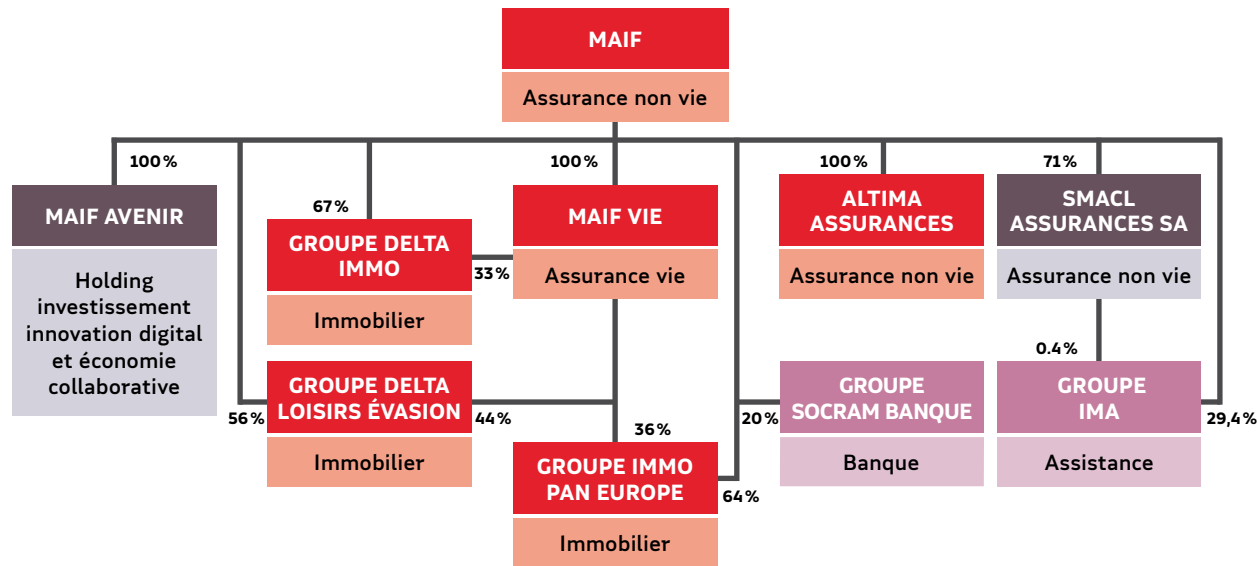 MAIF
Assurance non vie
100 %
MAIF AVENIR
Holding
investissement
innovation digital
et économie
collaborative
67 %
GROUPE DELTA
IMMO
Immobilier
33 %
100 %
MAIF VIE
Assurance vie
100 %
ALTIMA
ASSURANCES
Assurance non vie
71 %
SMACL
ASSURANCES SA
Assurance non vie
56 %
GROUPE DELTA
LOISIRS ÉVASION
Immobilier
44 %
36 %
GROUPE IMMO
PAN EUROPE
Immobilier
64 %
20 %
GROUPE
SOCRAM BANQUE
Banque
0.4 %
GROUPE
IMA
Assistance
29,4 %